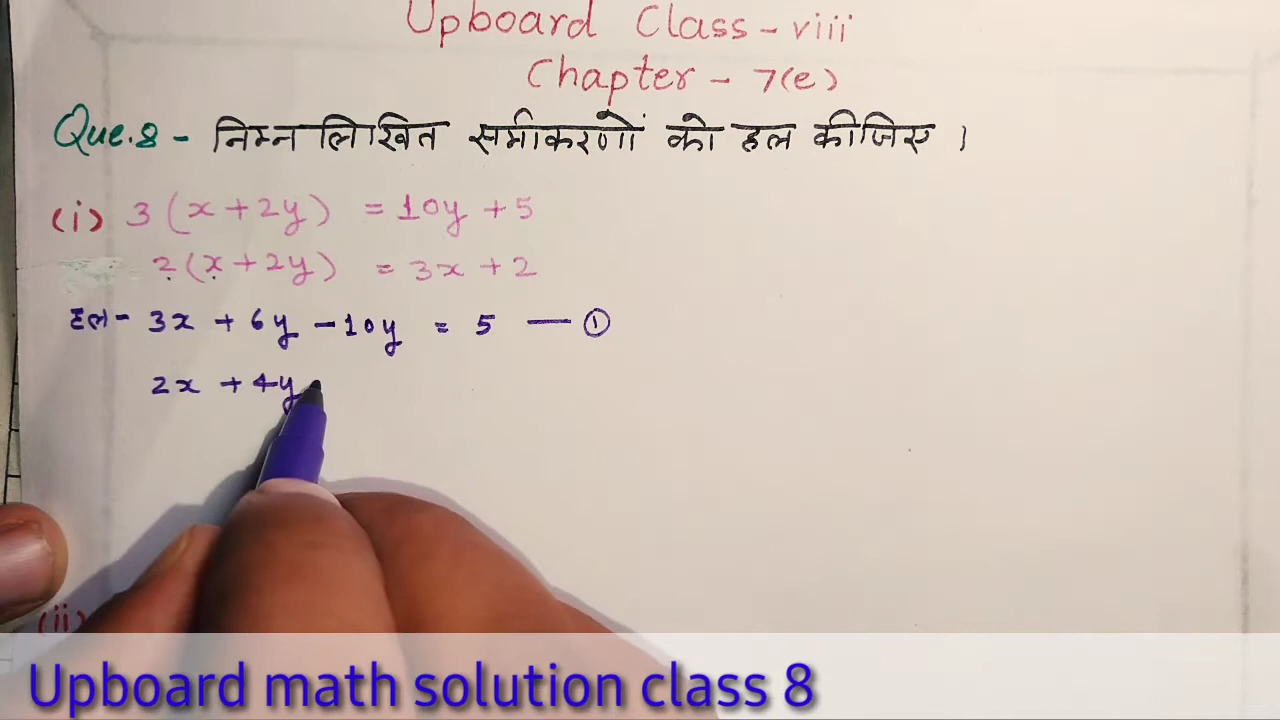 Upboard Class - viii
Chapter - 7(e)
Que.8 - निम्नलिखित समीकरणों को हल कीजिए ।
(i) 3(x+2y) = 10y + 5
2(x+2y) = 3x + 2
हल- 3x + 6y - 10y = 5 — ①
2x + 4y
(ii)
Upboard math solution class 8